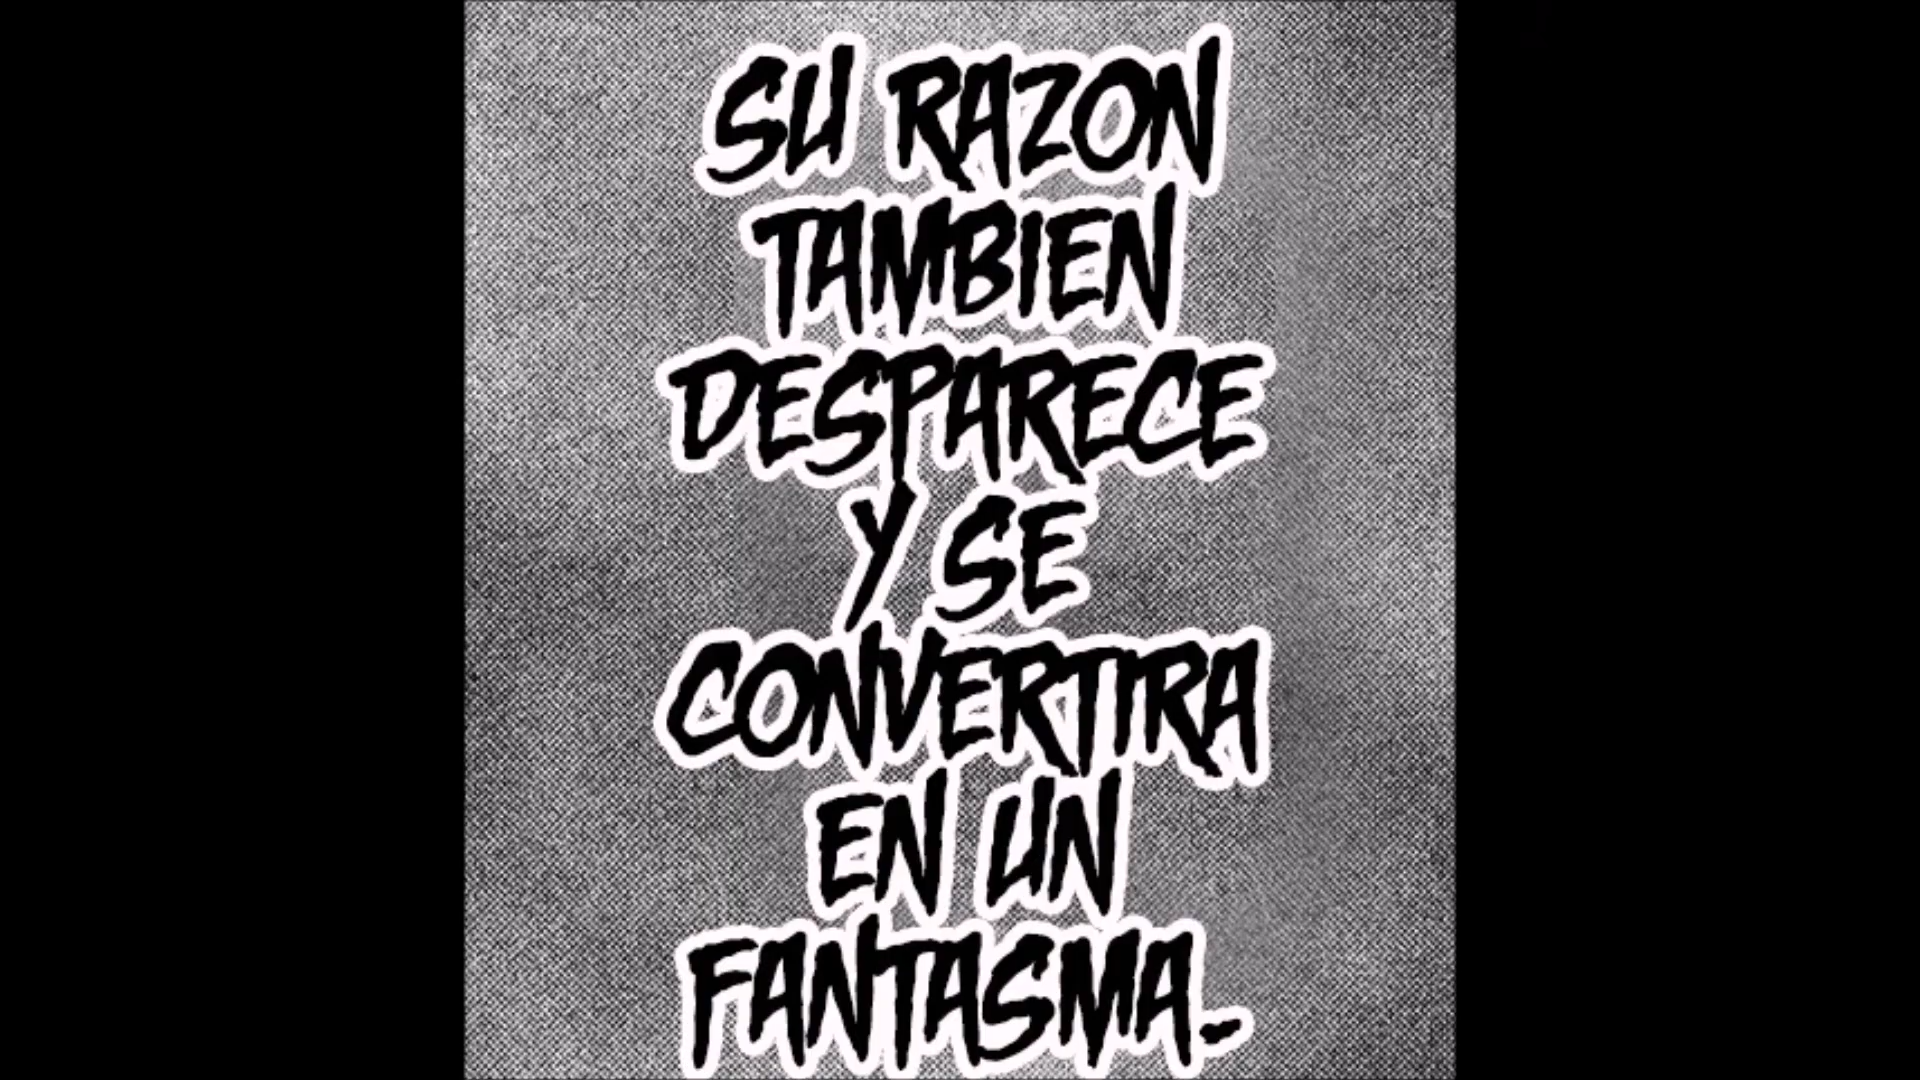 SU RAZON
TAMBIEN
DESPARECE
Y SE
CONVERTIRA
EN UN
FANTASMA.